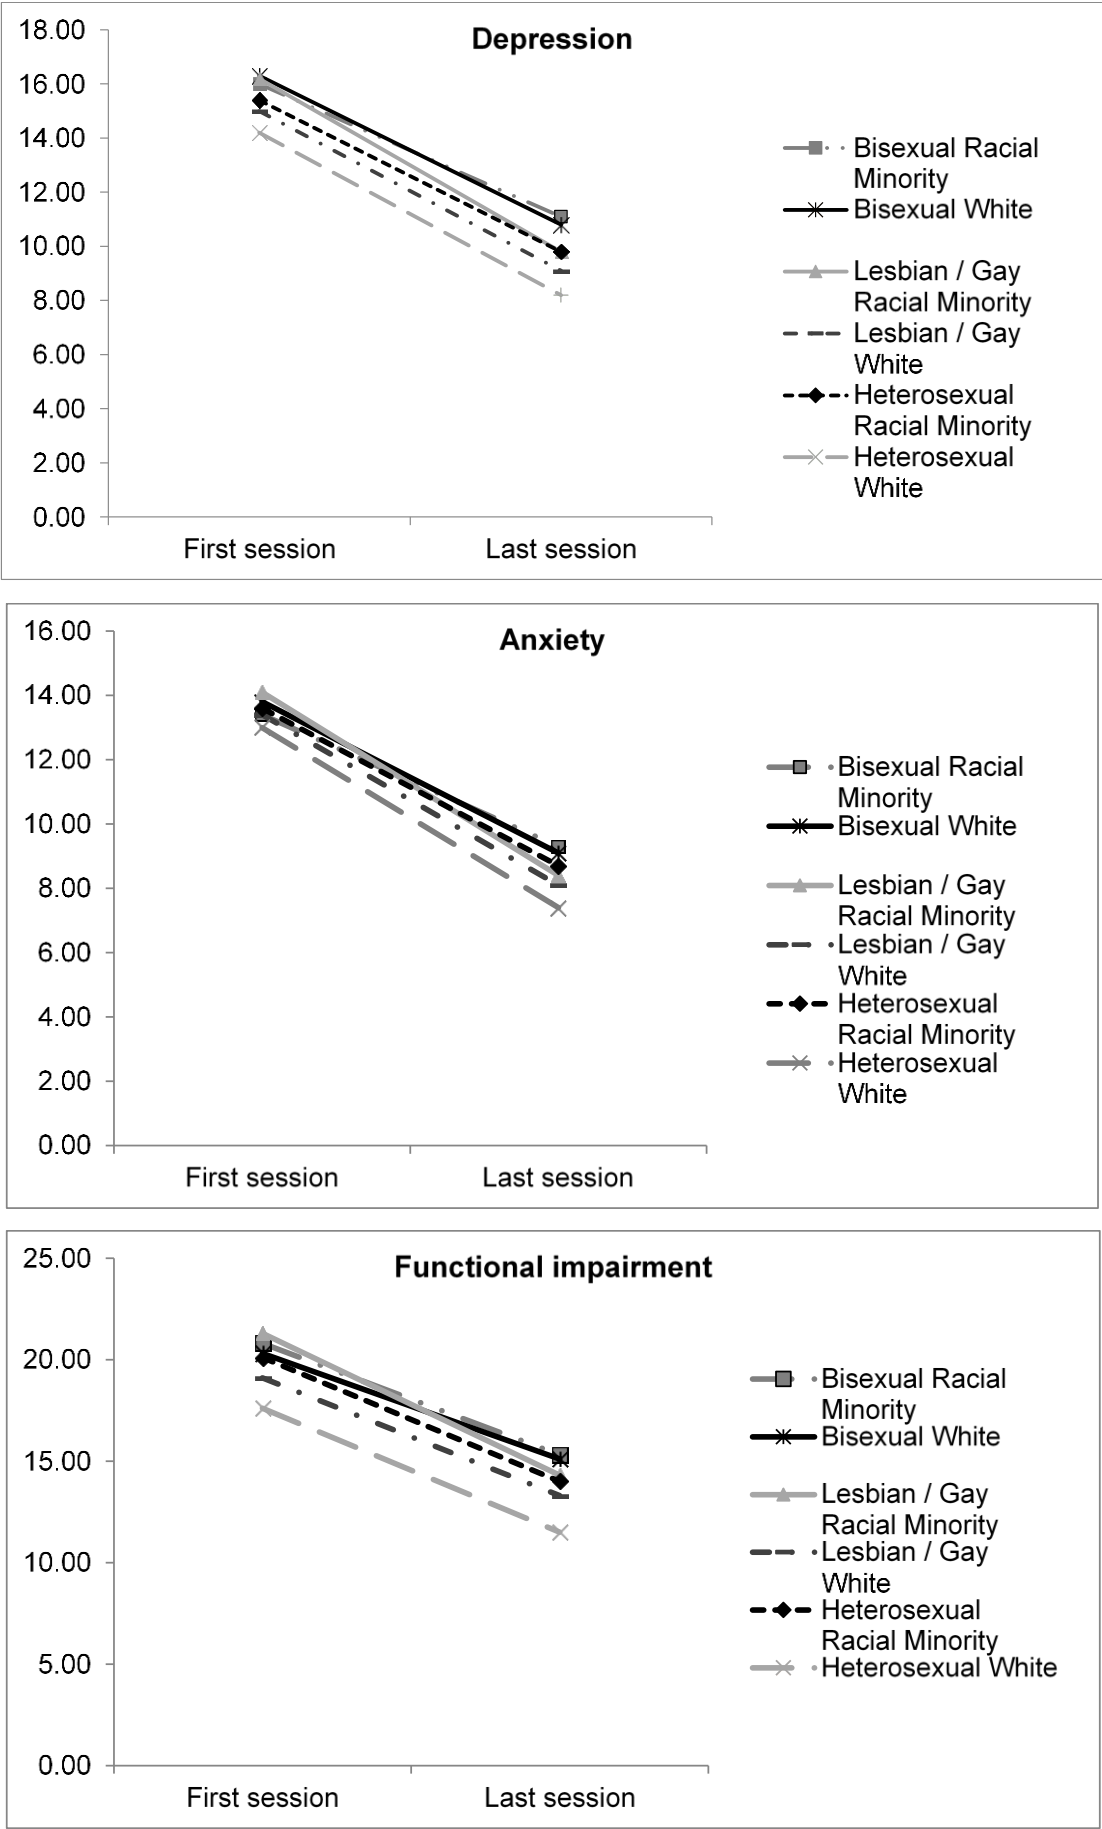 Depression
18.00
16.00
14.00
12.00
10.00
8.00
6.00
4.00
2.00
0.00
First session
Last session
Bisexual Racial
Minority
Bisexual White
Lesbian / Gay
Racial Minority
Lesbian / Gay
White
Heterosexual
Racial Minority
Heterosexual
White
Anxiety
16.00
14.00
12.00
10.00
8.00
6.00
4.00
2.00
0.00
First session
Last session
Bisexual Racial
Minority
Bisexual White
Lesbian / Gay
Racial Minority
Lesbian / Gay
White
Heterosexual
Racial Minority
Heterosexual
White
Functional impairment
25.00
20.00
15.00
10.00
5.00
0.00
First session
Last session
Bisexual Racial
Minority
Bisexual White
Lesbian / Gay
Racial Minority
Lesbian / Gay
White
Heterosexual
Racial Minority
Heterosexual White